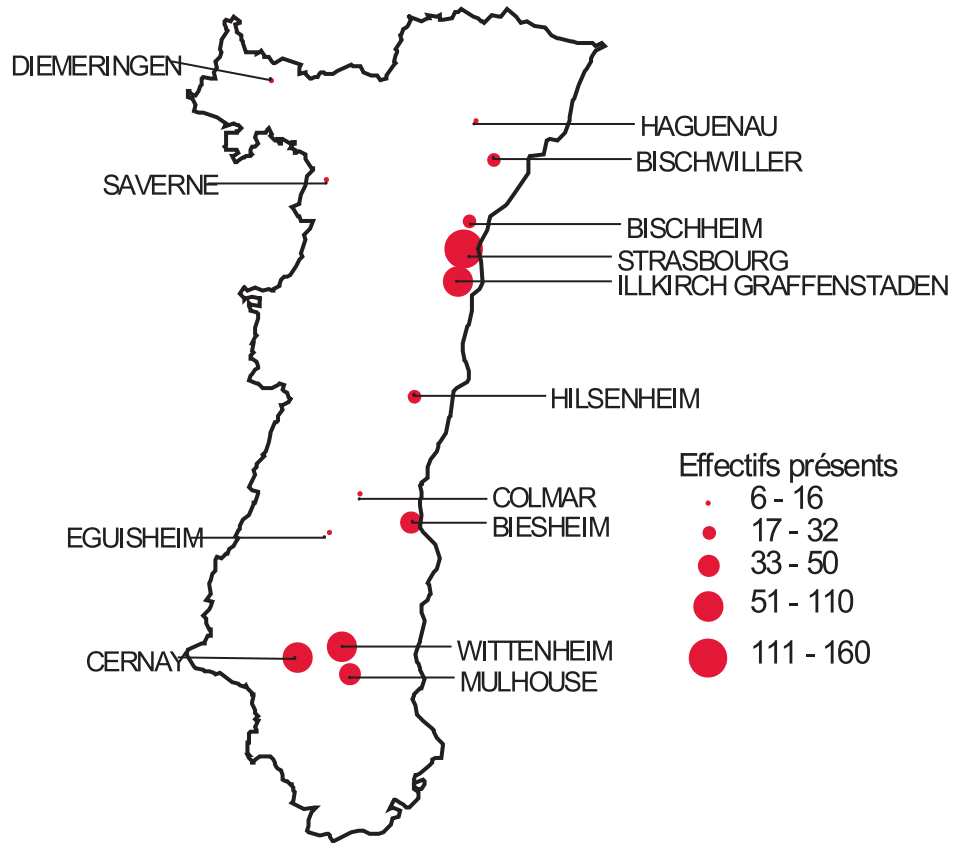 DIEMERINGEN
HAGUENAU
BISCHWILLER
SAVERNE
BISCHHEIM
STRASBOURG
ILLKIRCH GRAFFENSTADEN
HILSENHEIM
Effectifs présents
6 - 16
17 - 32
33 - 50
51 - 110
111 - 160
COLMAR
BIESHEIM
EGUISHEIM
WITTENHEIM
CERNAY
MULHOUSE